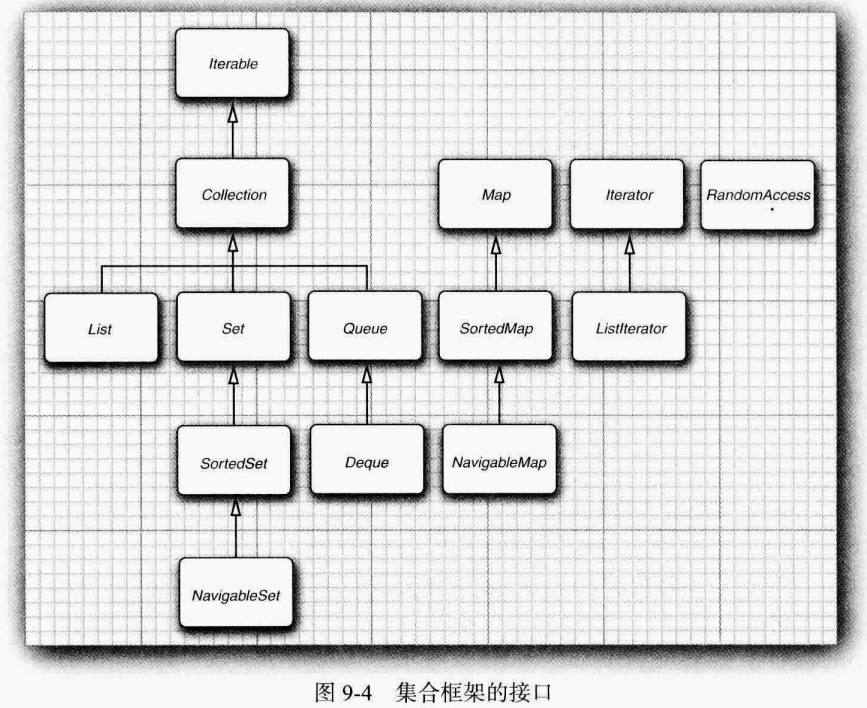 Iterable
Collection
Map
Iterator
RandomAccess
List
Set
Queue
SortedMap
ListIterator
SortedSet
Deque
NavigableMap
NavigableSet
图 9-4 集合框架的接口